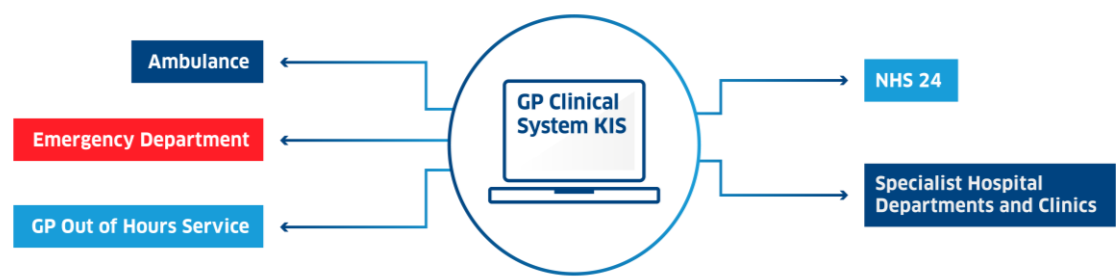 Ambulance
Emergency Department
GP Out of Hours Service
GP Clinical
System KIS
NHS 24
Specialist Hospital
Departments and Clinics